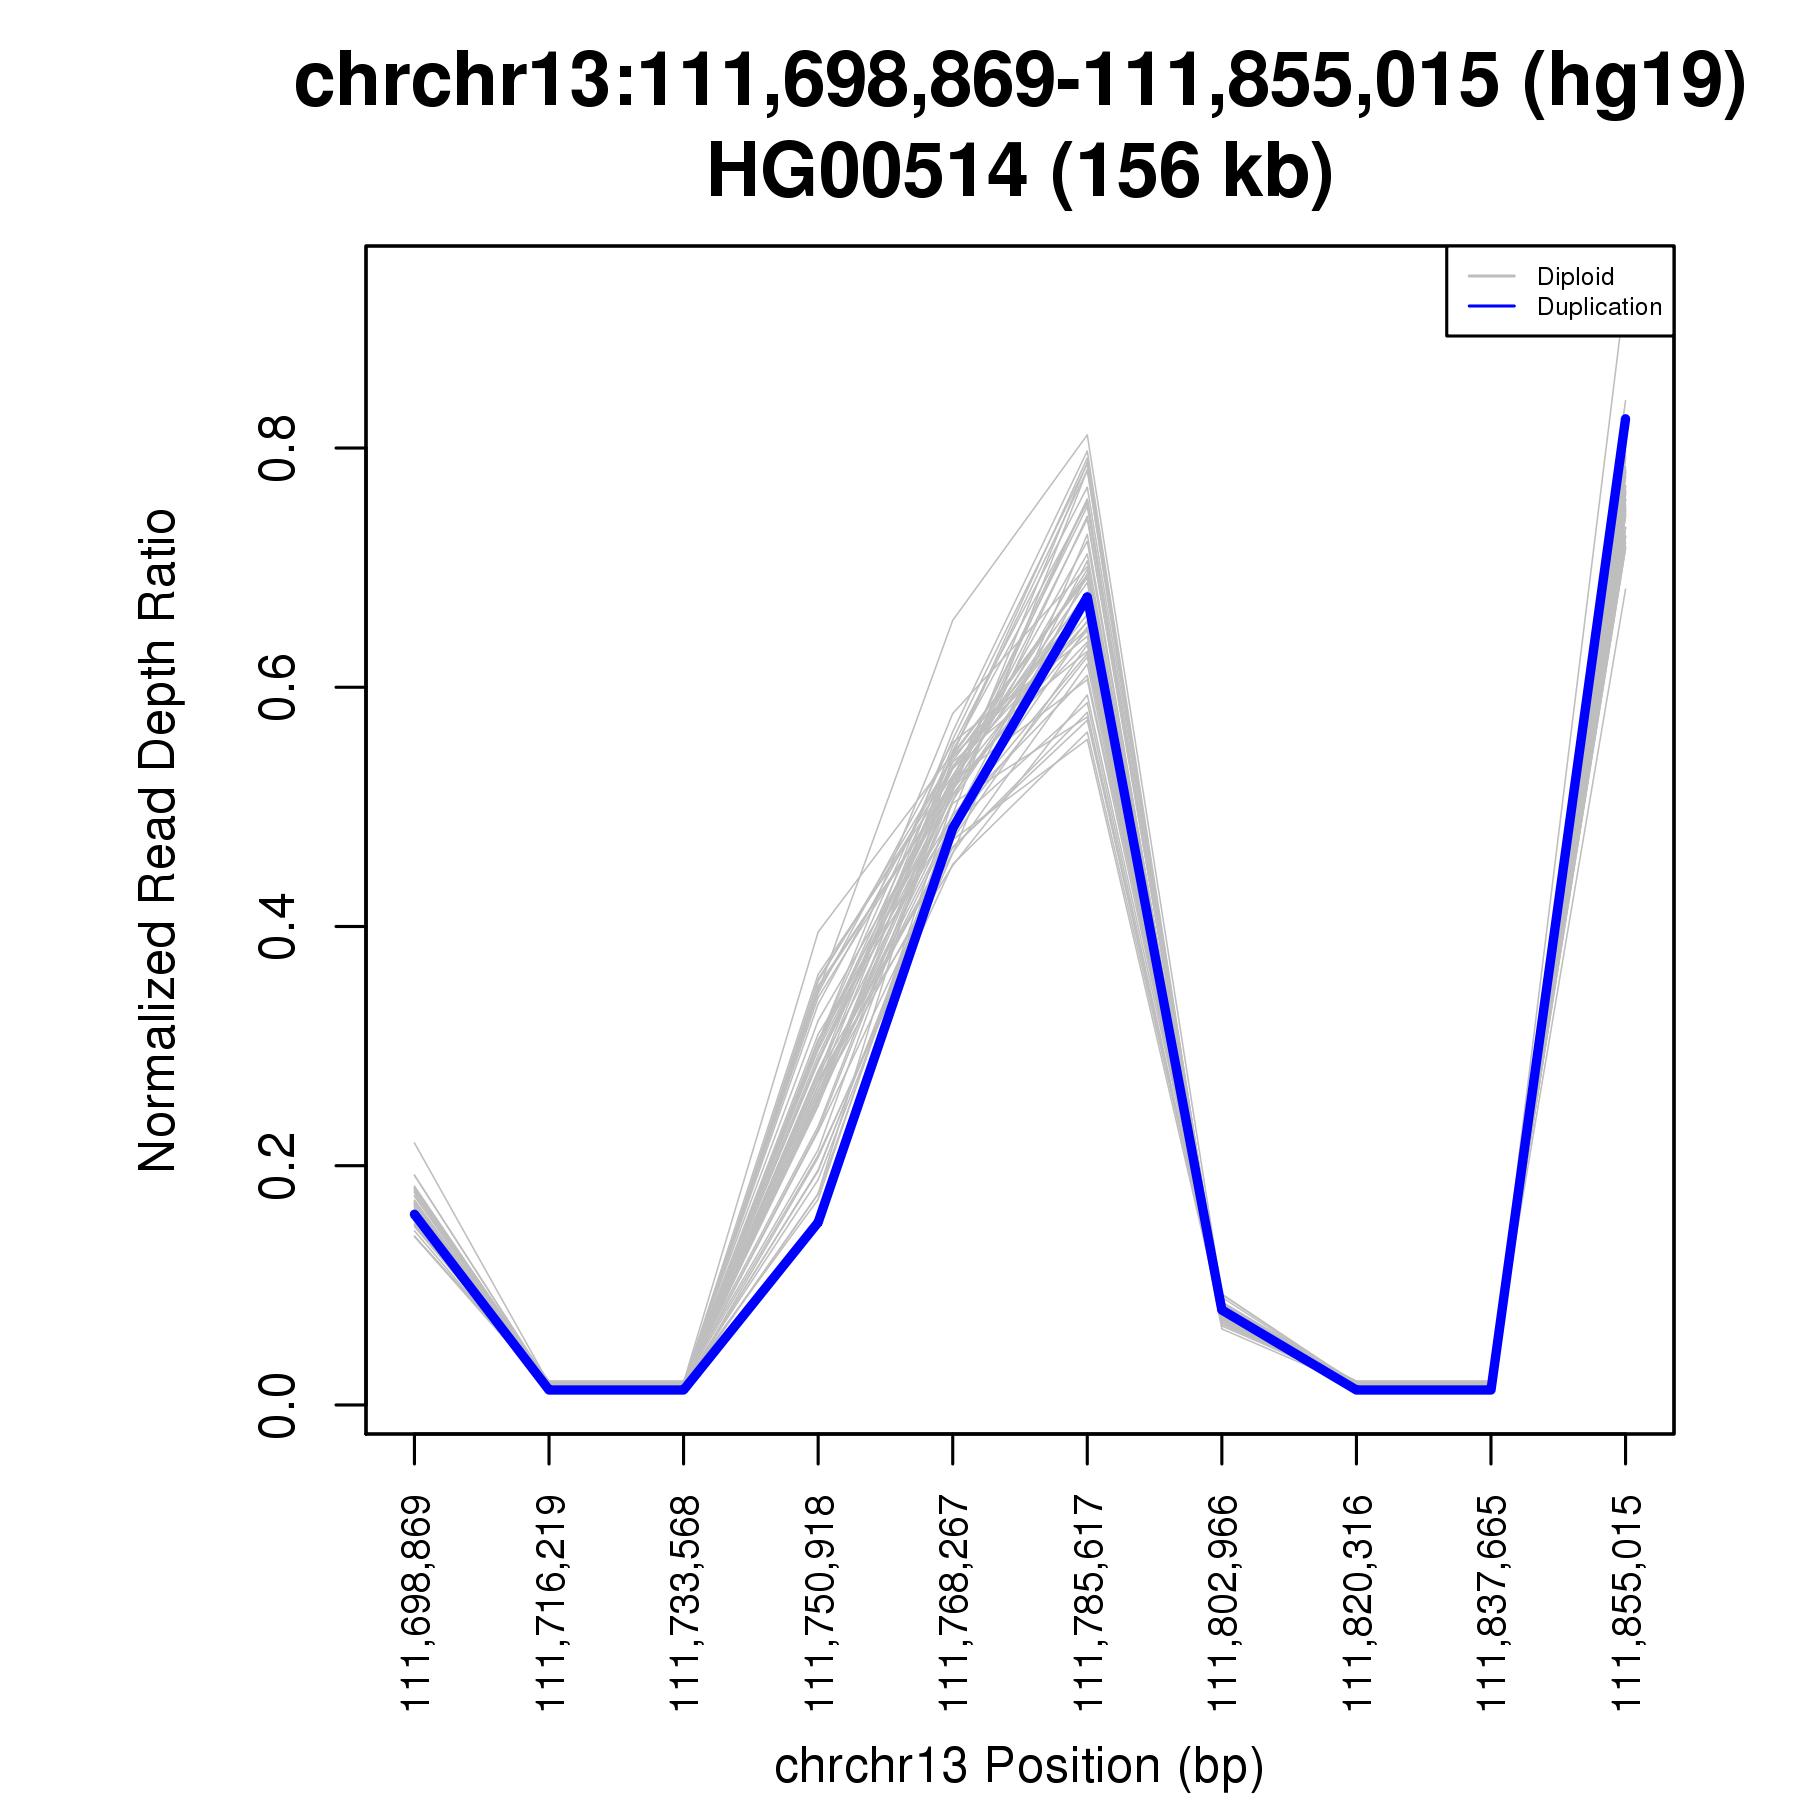 chrchr13:111,698,869-111,855,015 (hg19)
HG00514 (156 kb)
Diploid
Duplication
Normalized Read Depth Ratio
0.8
0.6
0.4
0.2
0.0
111,698,869
111,716,219
111,733,568
111,750,918
111,768,267
111,785,617
111,802,966
111,820,316
111,837,665
111,855,015
chrchr13 Position (bp)